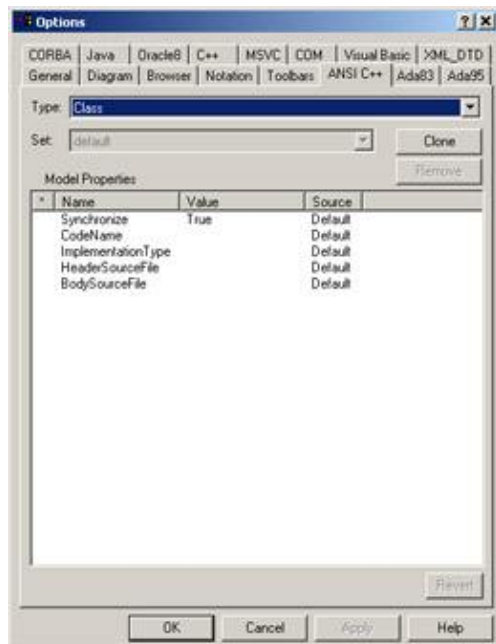 Options
CORBA Java Oracle8 C++ MSVC COM Visual Basic XML_DTD
General Diagram Browser Notation Toolbars ANSI C++ Ada83 Ada95
Type: Class
Set: default Clone
Remove
Model Properties
* Name Value Source
Synchronize True Default
CodeName Default
ImplementationType Default
HeaderSourceFile Default
BodySourceFile Default
Revert
OK Cancel Apply Help